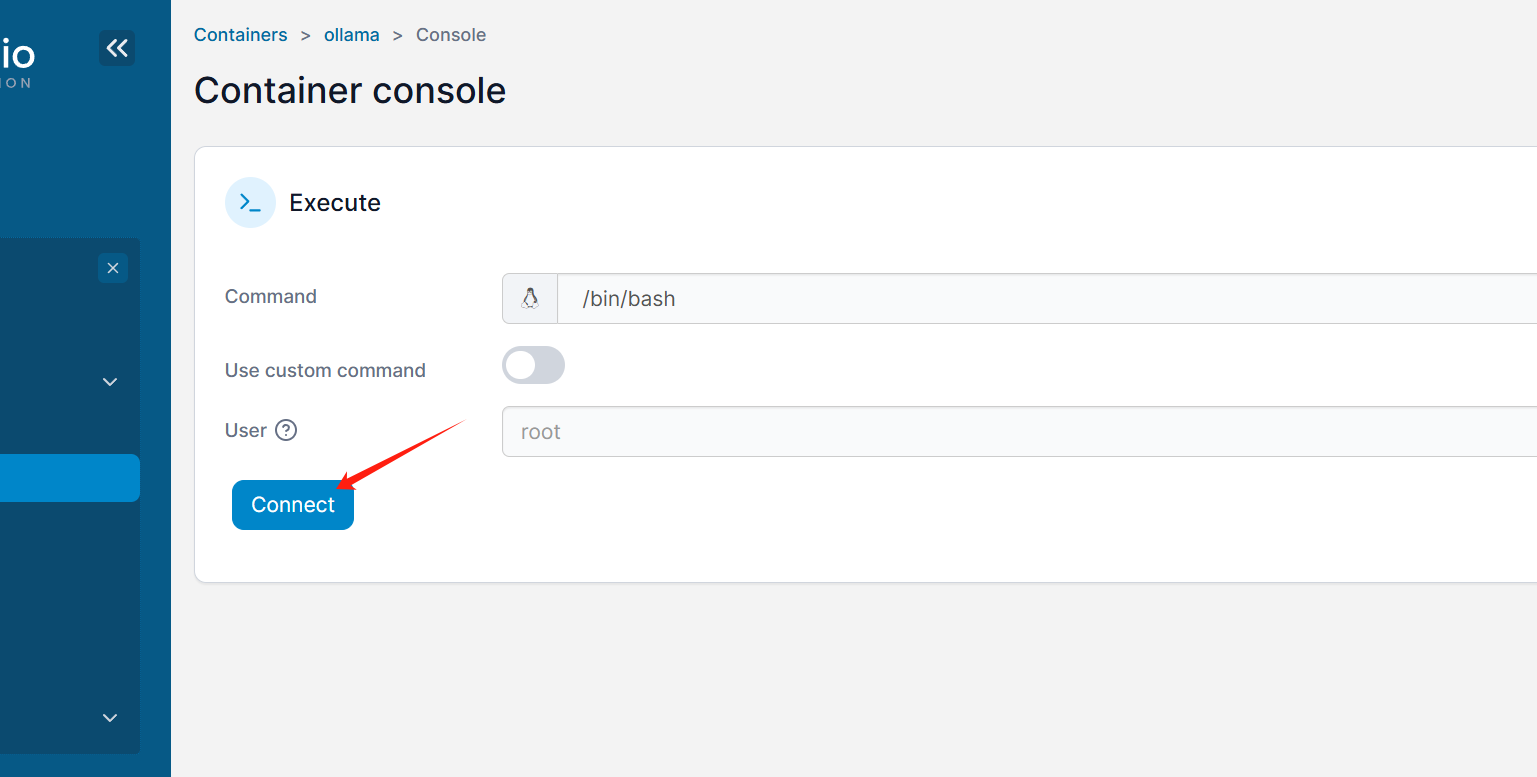 io
ION
Containers > ollama > Console
Container console
Execute
Command
/bin/bash
Use custom command
User
root
Connect